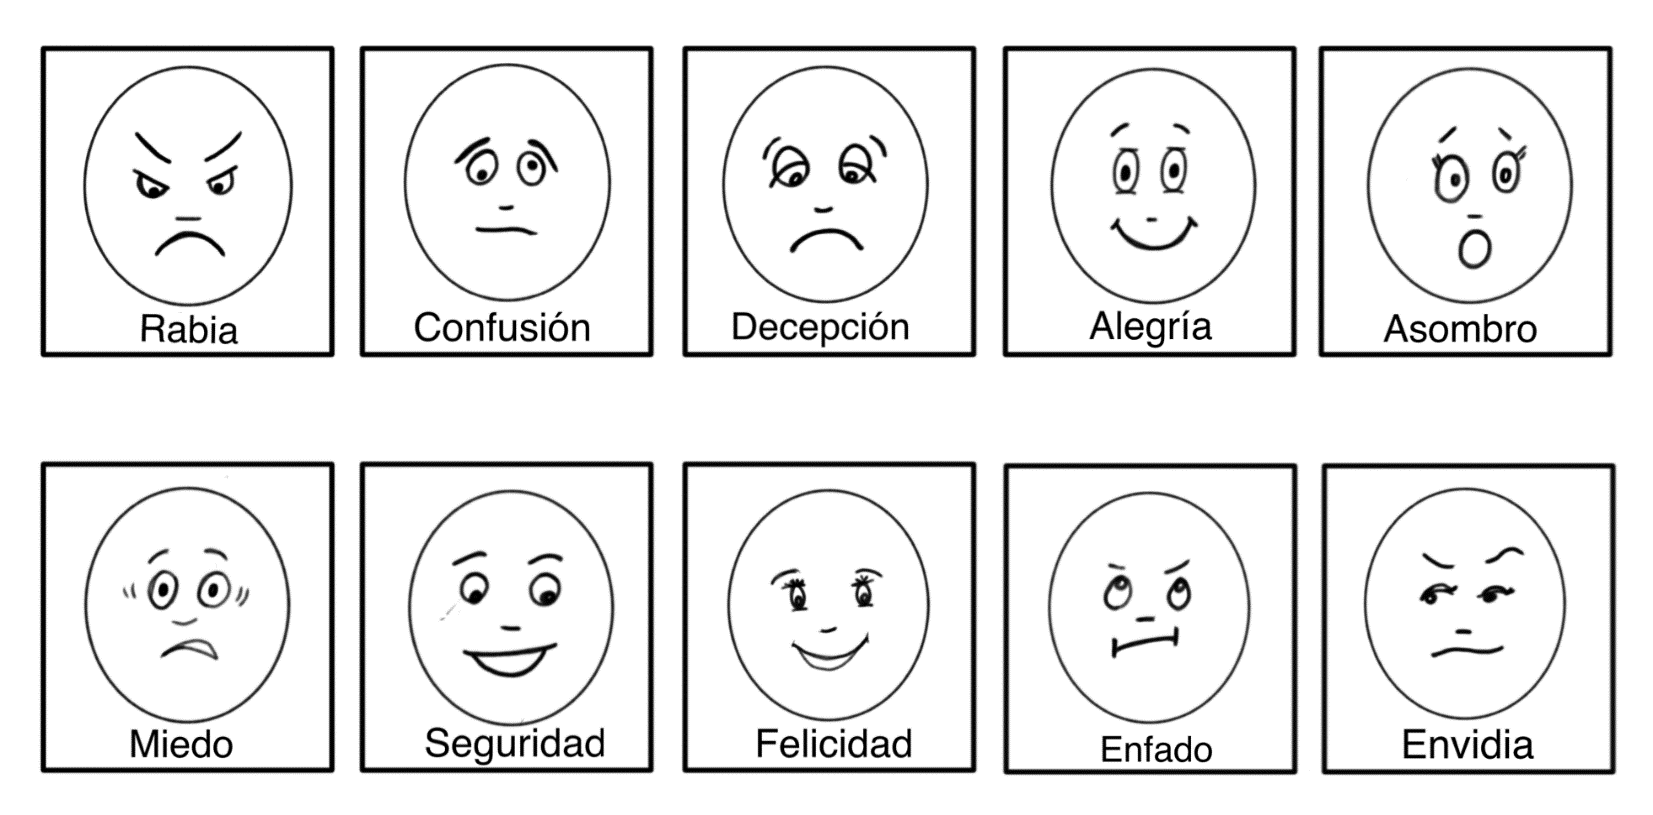 Rabia
Confusión
Decepción
Alegría
Asombro
Miedo
Seguridad
Felicidad
Enfado
Envidia